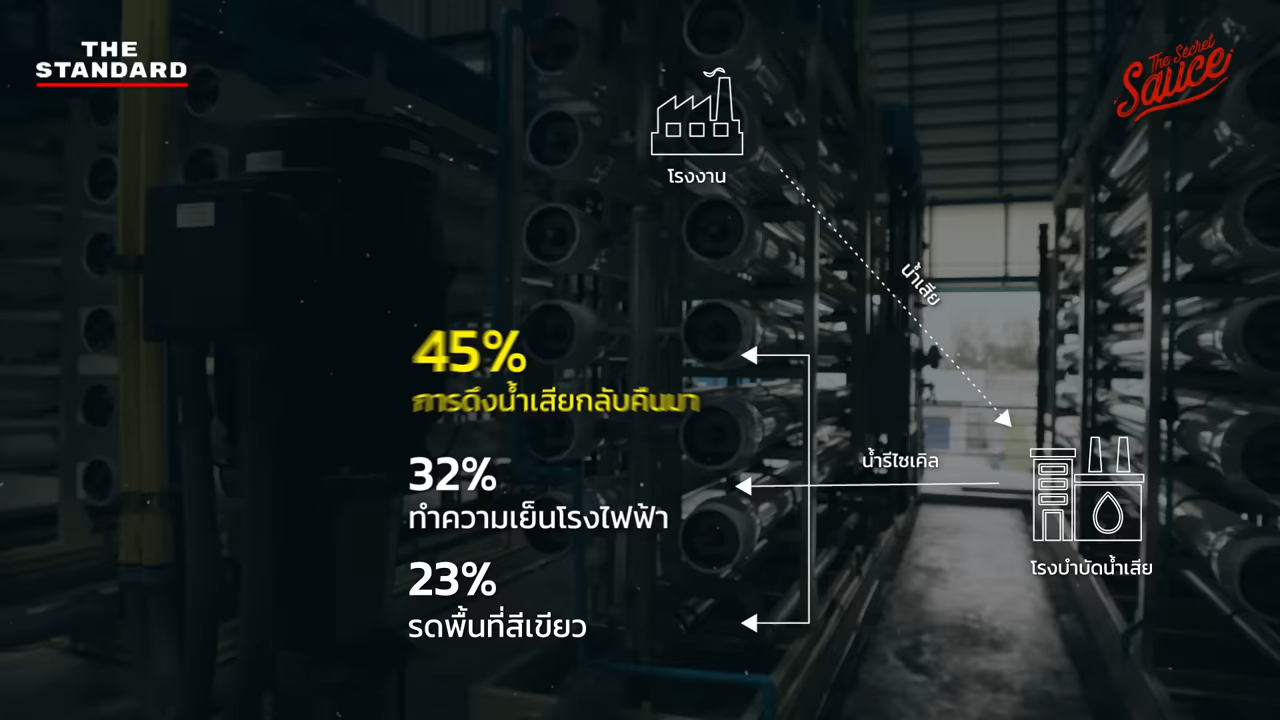 THE
STANDARD
The Secret
Sauce
โรงงาน
น้ำเสีย
45%
การดึงน้ำเสียกลับคืนมา
น้ำรีไซเคิล
32%
ทำความเย็นโรงไฟฟ้า
โรงบำบัดน้ำเสีย
23%
รดพื้นที่สีเขียว